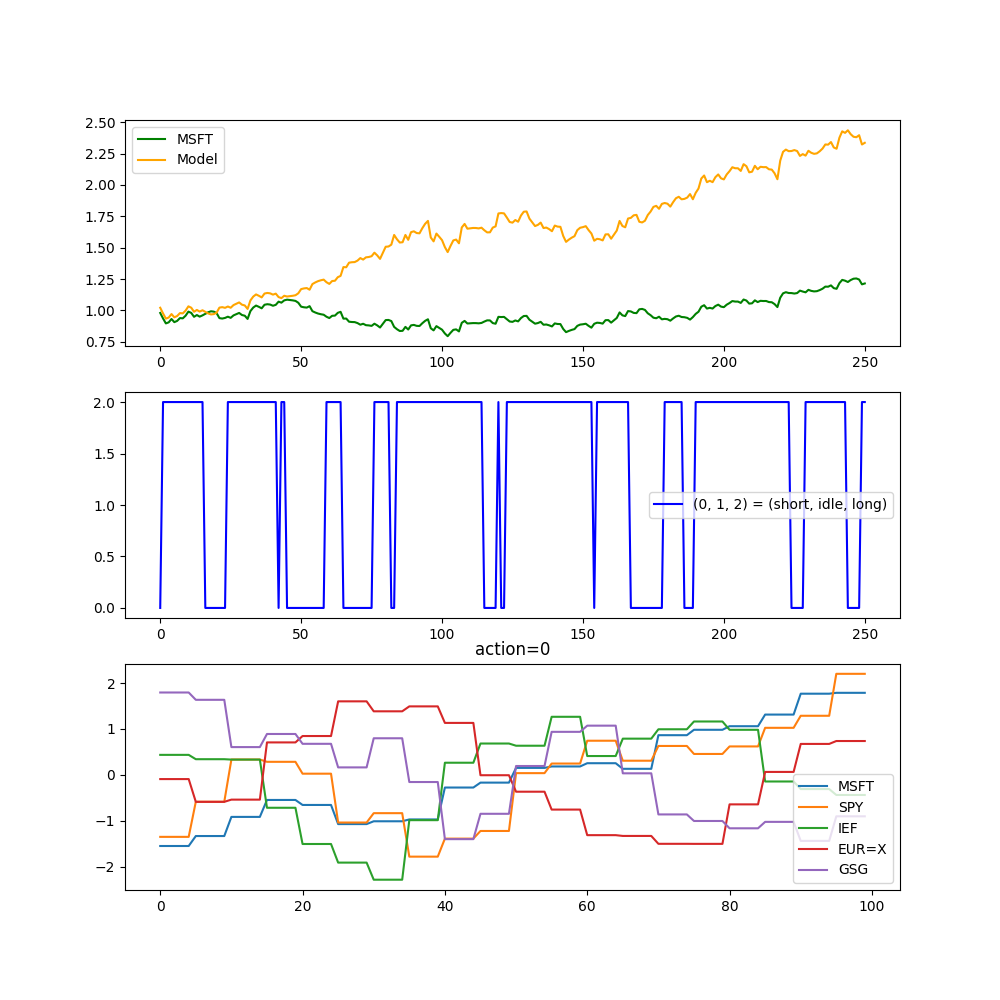 2.50
2.25
2.00
1.75
1.50
1.25
1.00
0.75
MSFT
Model
0 50 100 150 200 250
2.0
1.5
1.0
0.5
0.0
(0, 1, 2) = (short, idle, long)
0 50 100 150 200 250
action=0
2
1
0
−1
−2
MSFT
SPY
IEF
EUR=X
GSG
0 20 40 60 80 100